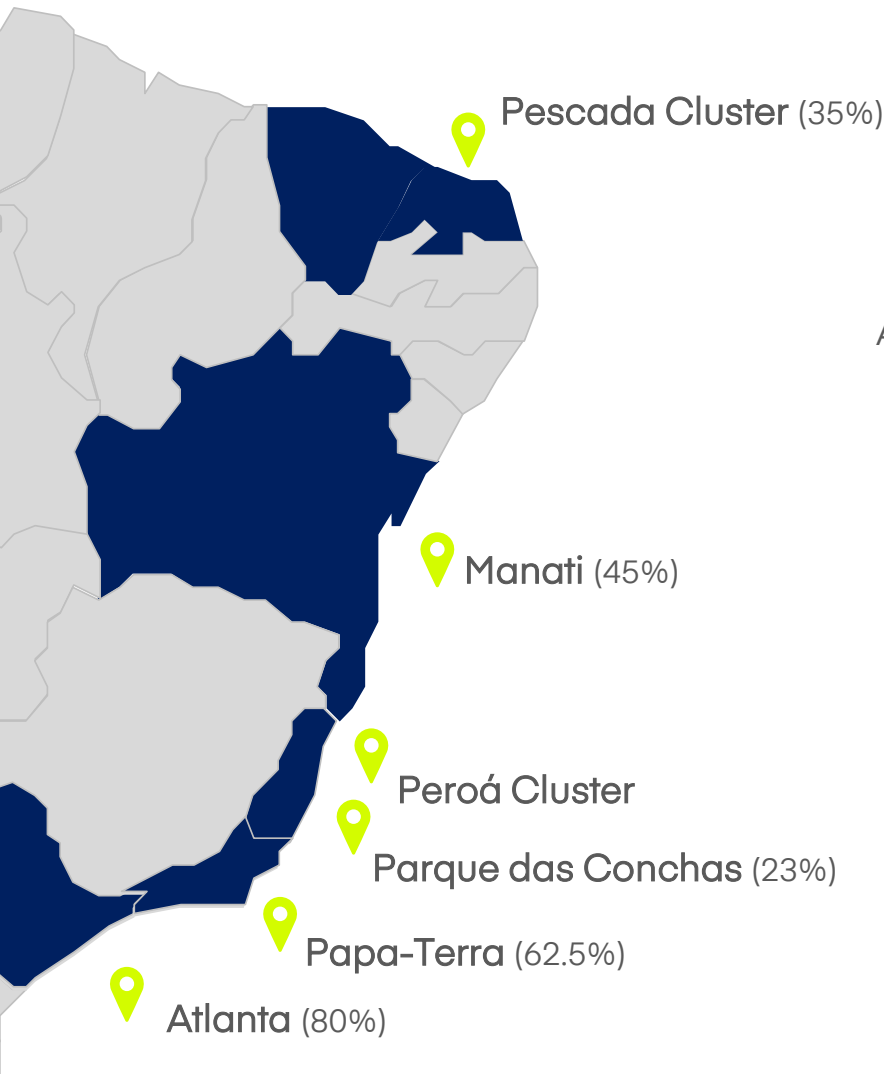 Pescada Cluster (35%)
A
Manati (45%)
Peroá Cluster
Parque das Conchas (23%)
Papa-Terra (62.5%)
Atlanta (80%)